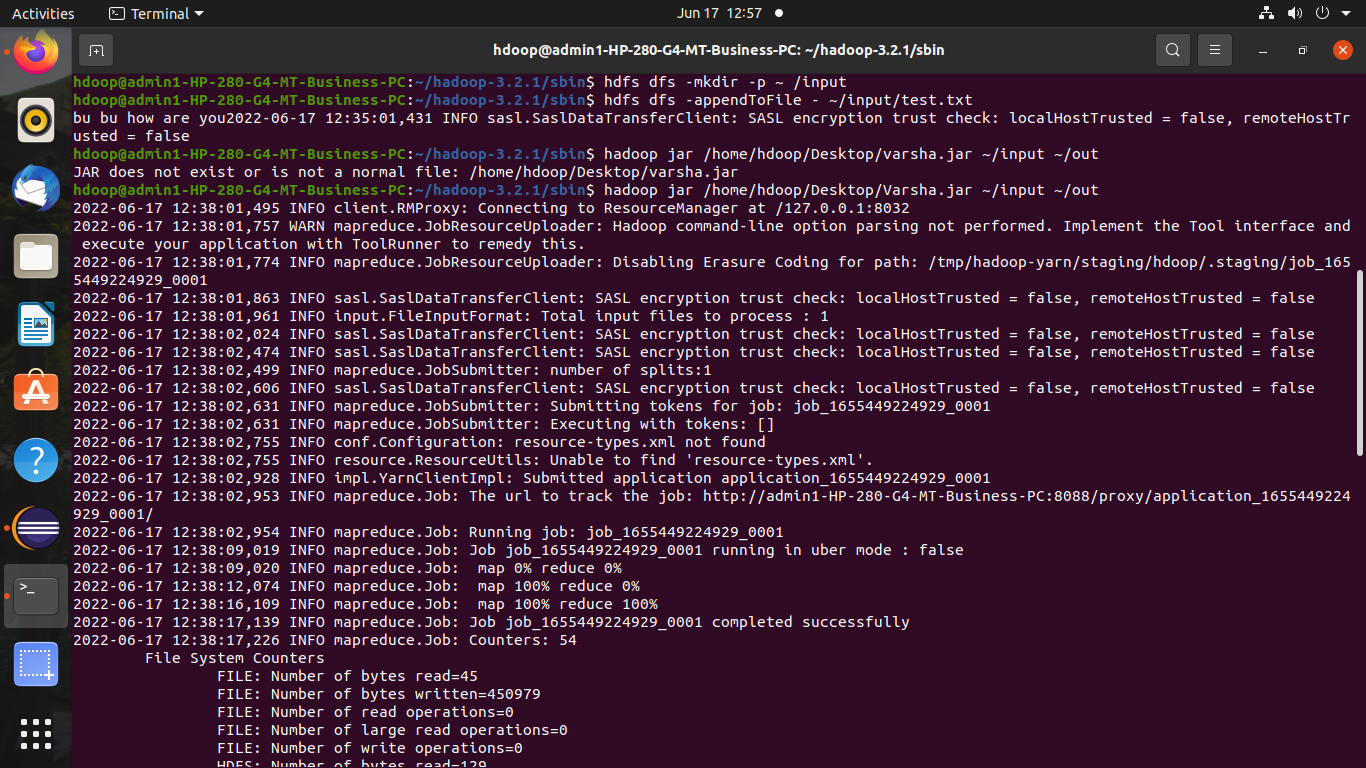 Activities
Terminal
Jun 17 12:57
hdoop@admin1-HP-280-G4-MT-Business-PC: ~/hadoop-3.2.1/sbin
hdoop@admin1-HP-280-G4-MT-Business-PC:~/hadoop-3.2.1/sbin$ hdfs dfs -mkdir -p ~ /input
hdoop@admin1-HP-280-G4-MT-Business-PC:~/hadoop-3.2.1/sbin$ hdfs dfs -appendToFile - ~/input/test.txt
bu bu how are you2022-06-17 12:35:01,431 INFO sasl.SaslDataTransferClient: SASL encryption trust check: localHostTrusted = false, remoteHostTr
usted = false
hdoop@admin1-HP-280-G4-MT-Business-PC:~/hadoop-3.2.1/sbin$ hadoop jar /home/hdoop/Desktop/varsha.jar ~/input ~/out
JAR does not exist or is not a normal file: /home/hdoop/Desktop/varsha.jar
hdoop@admin1-HP-280-G4-MT-Business-PC:~/hadoop-3.2.1/sbin$ hadoop jar /home/hdoop/Desktop/Varsha.jar ~/input ~/out
2022-06-17 12:38:01,495 INFO client.RMProxy: Connecting to ResourceManager at /127.0.0.1:8032
2022-06-17 12:38:01,757 WARN mapreduce.JobResourceUploader: Hadoop command-line option parsing not performed. Implement the Tool interface and
 execute your application with ToolRunner to remedy this.
2022-06-17 12:38:01,774 INFO mapreduce.JobResourceUploader: Disabling Erasure Coding for path: /tmp/hadoop-yarn/staging/hdoop/.staging/job_165
5449224929_0001
2022-06-17 12:38:01,863 INFO sasl.SaslDataTransferClient: SASL encryption trust check: localHostTrusted = false, remoteHostTrusted = false
2022-06-17 12:38:01,961 INFO input.FileInputFormat: Total input files to process : 1
2022-06-17 12:38:02,024 INFO sasl.SaslDataTransferClient: SASL encryption trust check: localHostTrusted = false, remoteHostTrusted = false
2022-06-17 12:38:02,474 INFO sasl.SaslDataTransferClient: SASL encryption trust check: localHostTrusted = false, remoteHostTrusted = false
2022-06-17 12:38:02,499 INFO mapreduce.JobSubmitter: number of splits:1
2022-06-17 12:38:02,606 INFO sasl.SaslDataTransferClient: SASL encryption trust check: localHostTrusted = false, remoteHostTrusted = false
2022-06-17 12:38:02,631 INFO mapreduce.JobSubmitter: Submitting tokens for job: job_1655449224929_0001
2022-06-17 12:38:02,631 INFO mapreduce.JobSubmitter: Executing with tokens: []
2022-06-17 12:38:02,755 INFO conf.Configuration: resource-types.xml not found
2022-06-17 12:38:02,755 INFO resource.ResourceUtils: Unable to find 'resource-types.xml'.
2022-06-17 12:38:02,928 INFO impl.YarnClientImpl: Submitted application application_1655449224929_0001
2022-06-17 12:38:02,953 INFO mapreduce.Job: The url to track the job: http://admin1-HP-280-G4-MT-Business-PC:8088/proxy/application_1655449224
929_0001/
2022-06-17 12:38:02,954 INFO mapreduce.Job: Running job: job_1655449224929_0001
2022-06-17 12:38:09,019 INFO mapreduce.Job: Job job_1655449224929_0001 running in uber mode : false
2022-06-17 12:38:09,020 INFO mapreduce.Job:  map 0% reduce 0%
2022-06-17 12:38:12,074 INFO mapreduce.Job:  map 100% reduce 0%
2022-06-17 12:38:16,109 INFO mapreduce.Job:  map 100% reduce 100%
2022-06-17 12:38:17,139 INFO mapreduce.Job: Job job_1655449224929_0001 completed successfully
2022-06-17 12:38:17,226 INFO mapreduce.Job: Counters: 54
File System Counters
FILE: Number of bytes read=45
FILE: Number of bytes written=450979
FILE: Number of read operations=0
FILE: Number of large read operations=0
FILE: Number of write operations=0
HDFS: Number of bytes read=129